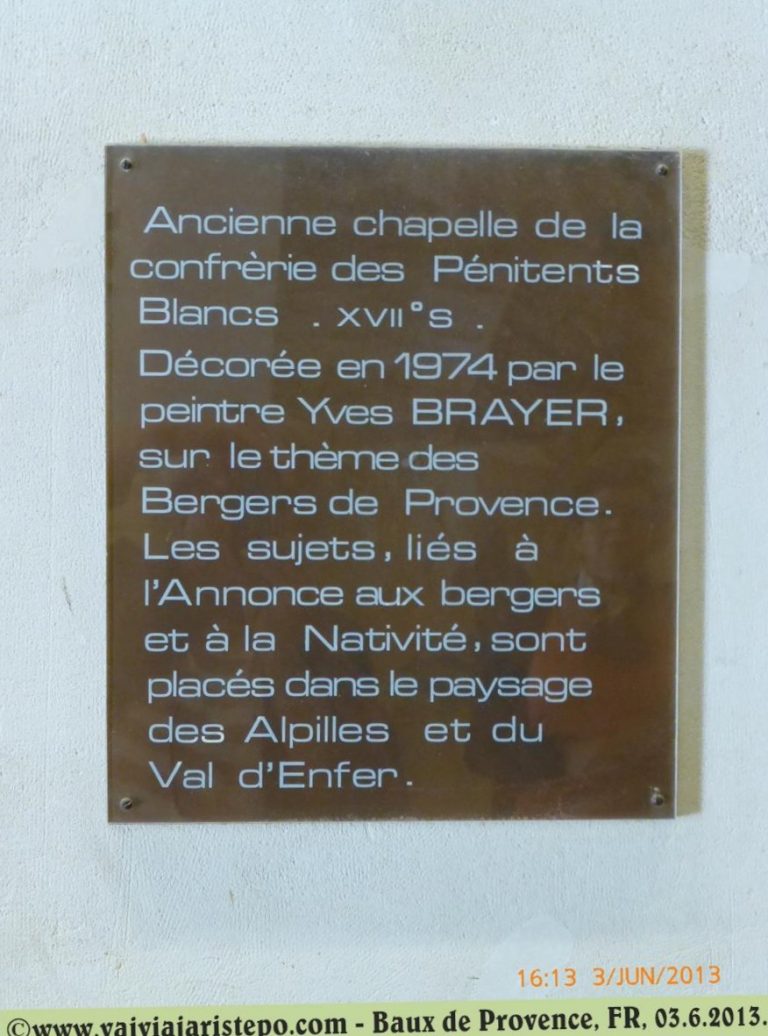 Ancienne chapelle de la
confrèrie des Pénitents
Blancs . XVII°s .
Décorée en 1974 par le
peintre Yves BRAYER,
sur le thème des
Bergers de Provence.
Les sujets, liés à
l'Annonce aux bergers
et à la Nativité, sont
placés dans le paysage
des Alpilles et du
Val d'Enfer.
16:13 3/JUN/2013
©www.vaiviajaristepo.com - Baux de Provence, FR, 03.6.2013.